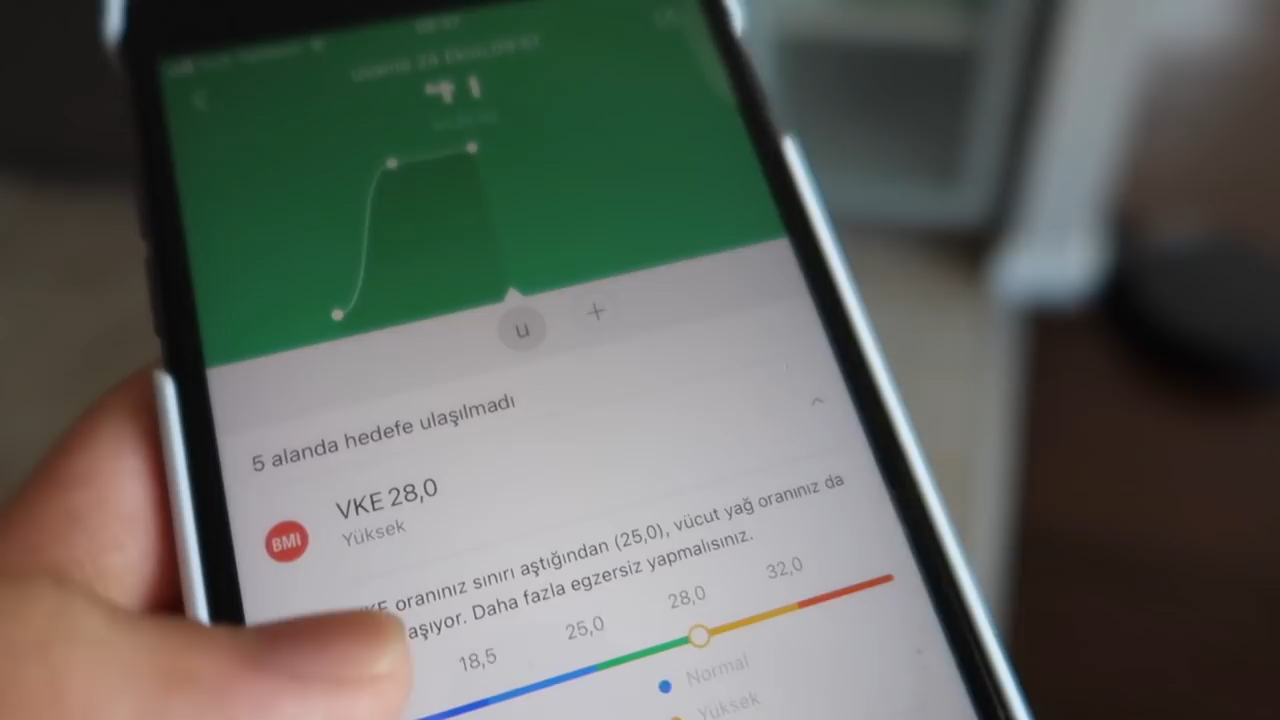 u
+
5 alanda hedefe ulaşılmadı
BMI
VKE 28,0
Yüksek
oranınız sınırı aştığından (25,0), vücut yağ oranınız da
aşıyor. Daha fazla egzersiz yapmalısınız.
18,5 25,0 28,0 32,0
Normal
Yüksek